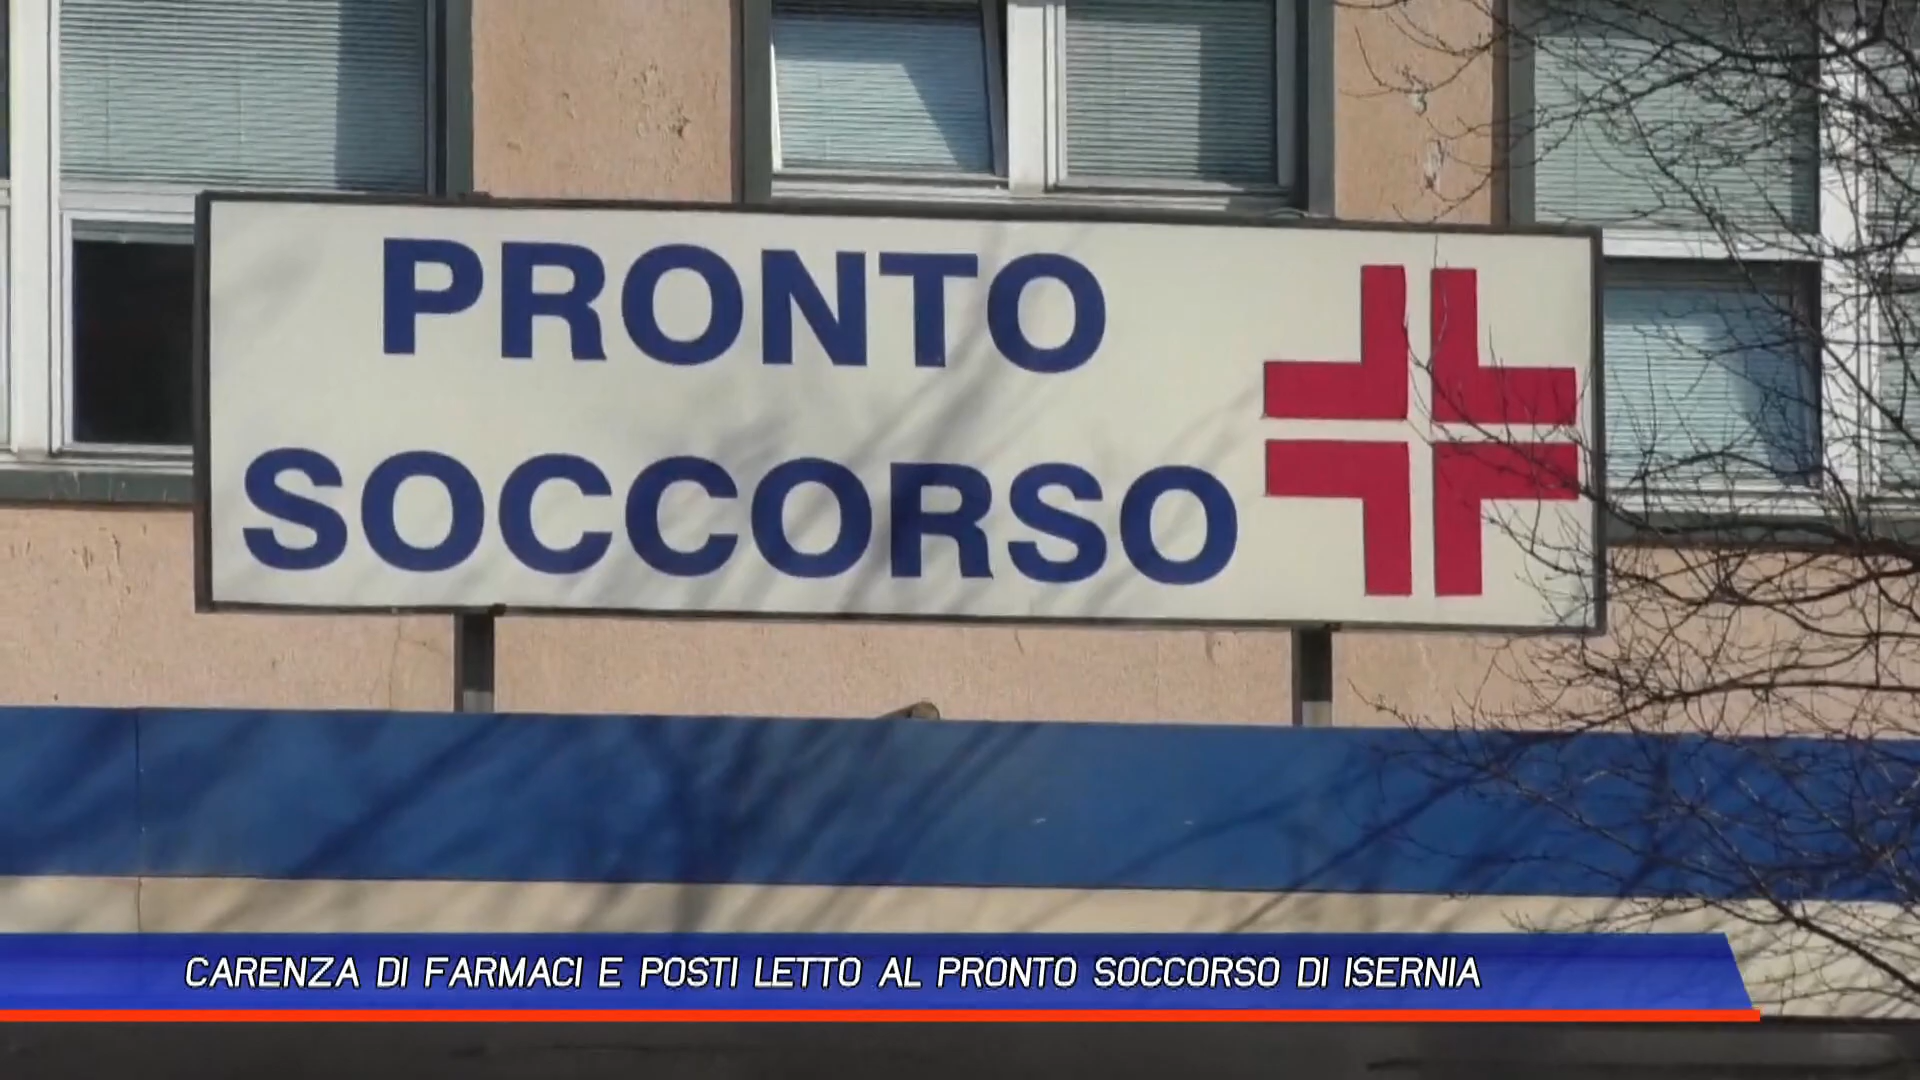 PRONTO
SOCCORSO
CARENZA DI FARMACI E POSTI LETTO AL PRONTO SOCCORSO DI ISERNIA